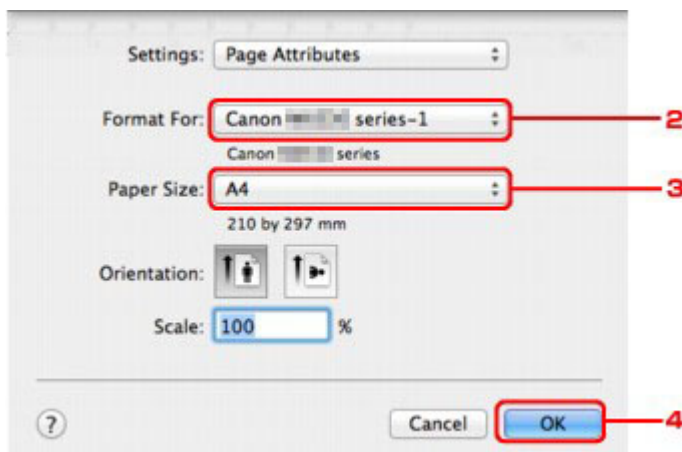 Settings: Page Attributes
Format For: Canon series-1 2
Canon series
Paper Size: A4 3
210 by 297 mm
Orientation:
Scale: 100 %
? Cancel OK 4